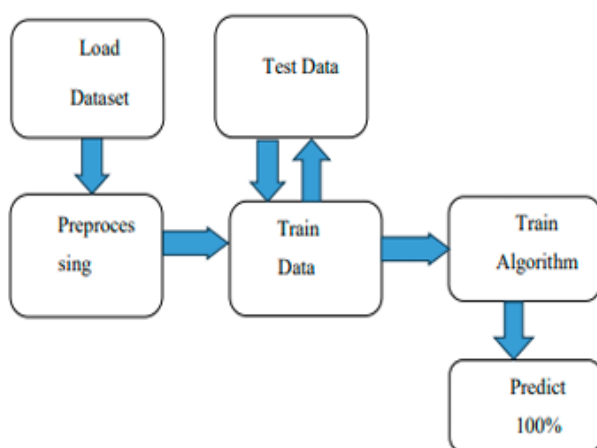 Load
Dataset
Test Data
Preproces
sing
Train
Data
Train
Algorithm
Predict
100%